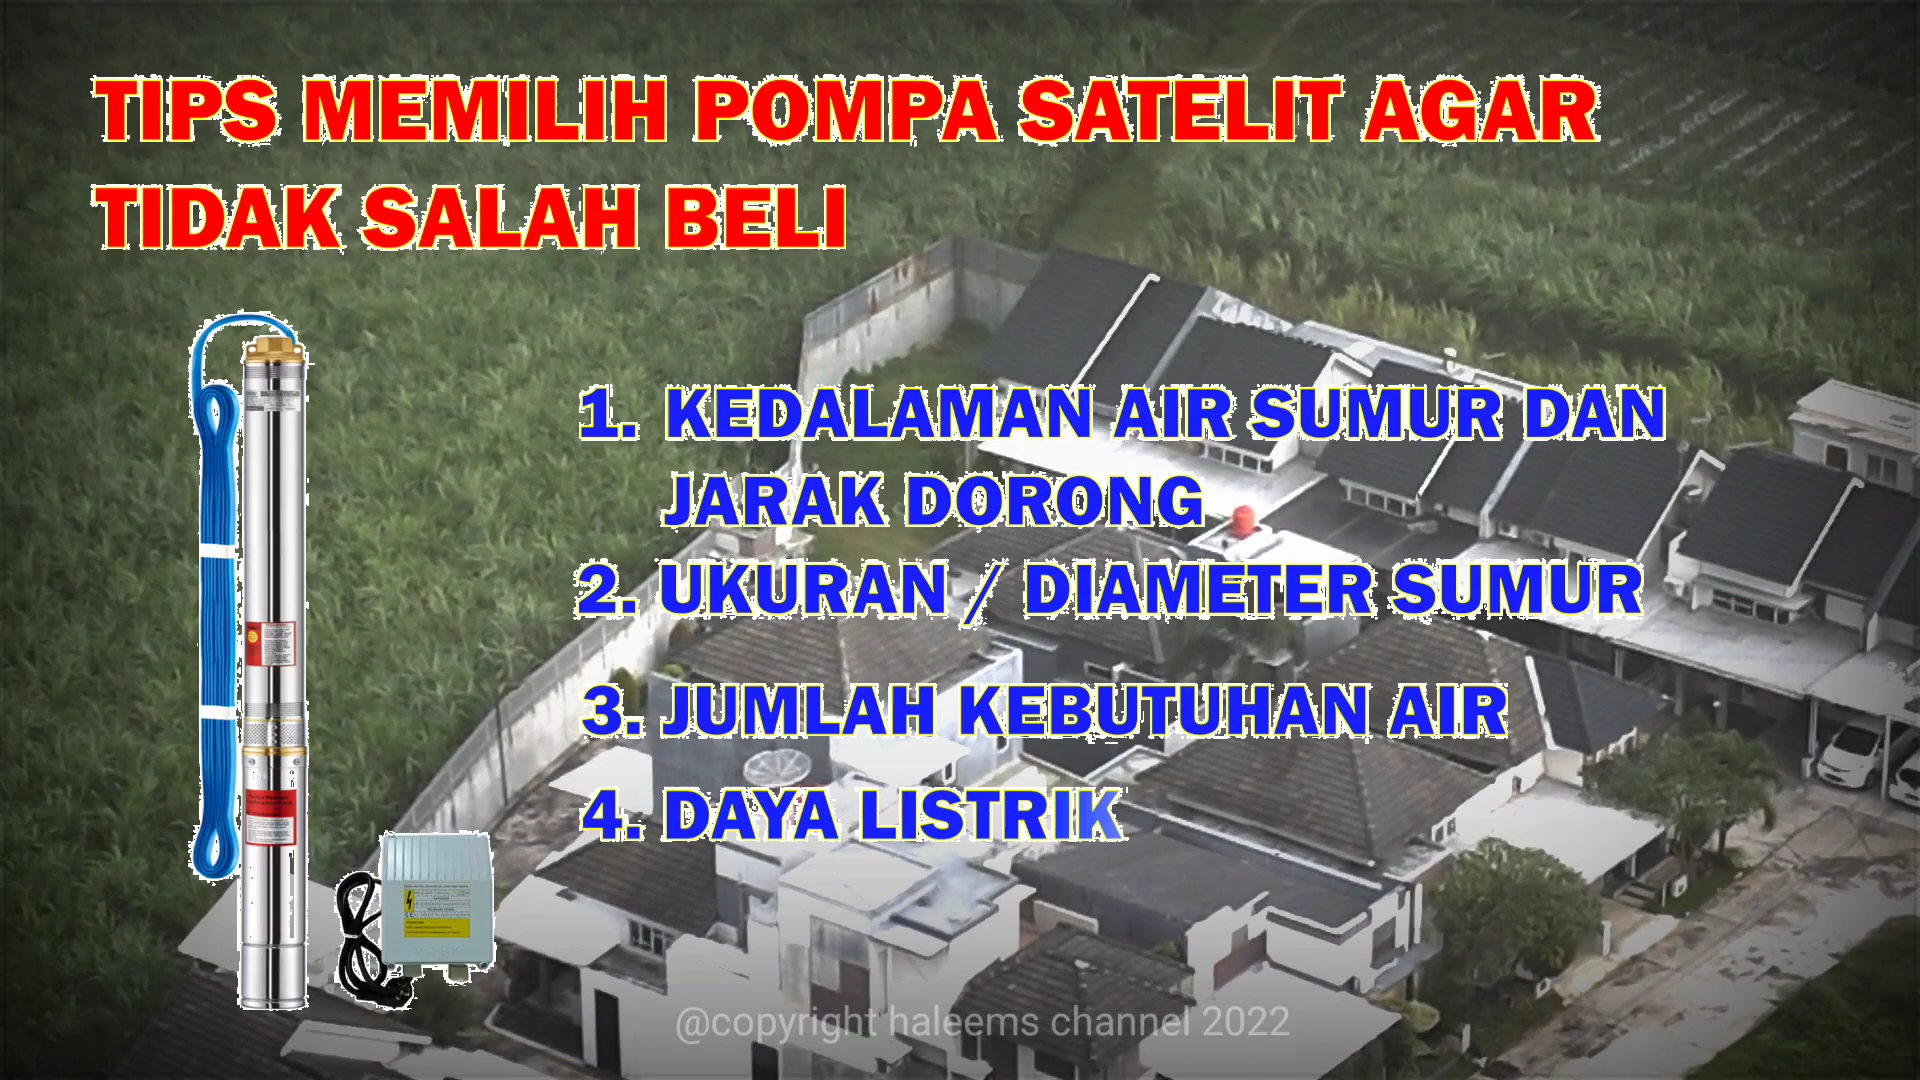 TIPS MEMILIH POMPA SATELIT AGAR
TIDAK SALAH BELI
1. KEDALAMAN AIR SUMUR DAN
JARAK DORONG
2. UKURAN / DIAMETER SUMUR
3. JUMLAH KEBUTUHAN AIR
4. DAYA LISTRIK
@copyright haleems channel 2022